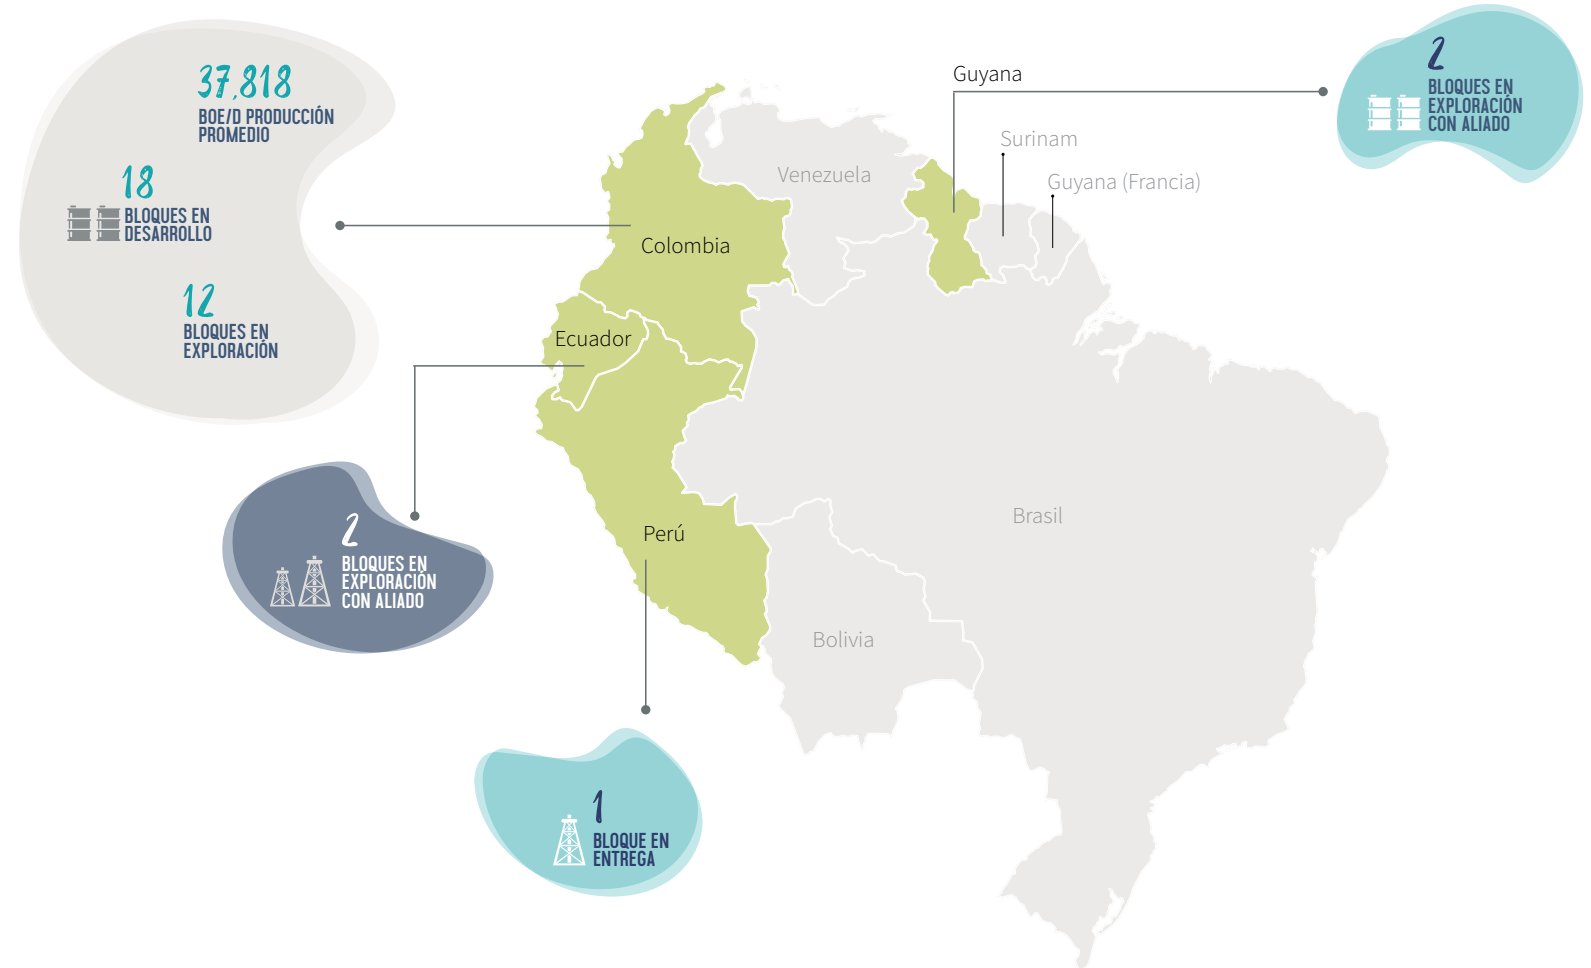 37,818
BOE/D PRODUCCIÓN
PROMEDIO
18
BLOQUES EN
DESARROLLO
12
BLOQUES EN
EXPLORACIÓN
2
BLOQUES EN
EXPLORACIÓN
CON ALIADO
Guyana
Surinam
Guyana (Francia)
Venezuela
Colombia
Ecuador
Perú
Brasil
Bolivia
2
BLOQUES EN
EXPLORACIÓN
CON ALIADO
1
BLOQUE EN
ENTREGA